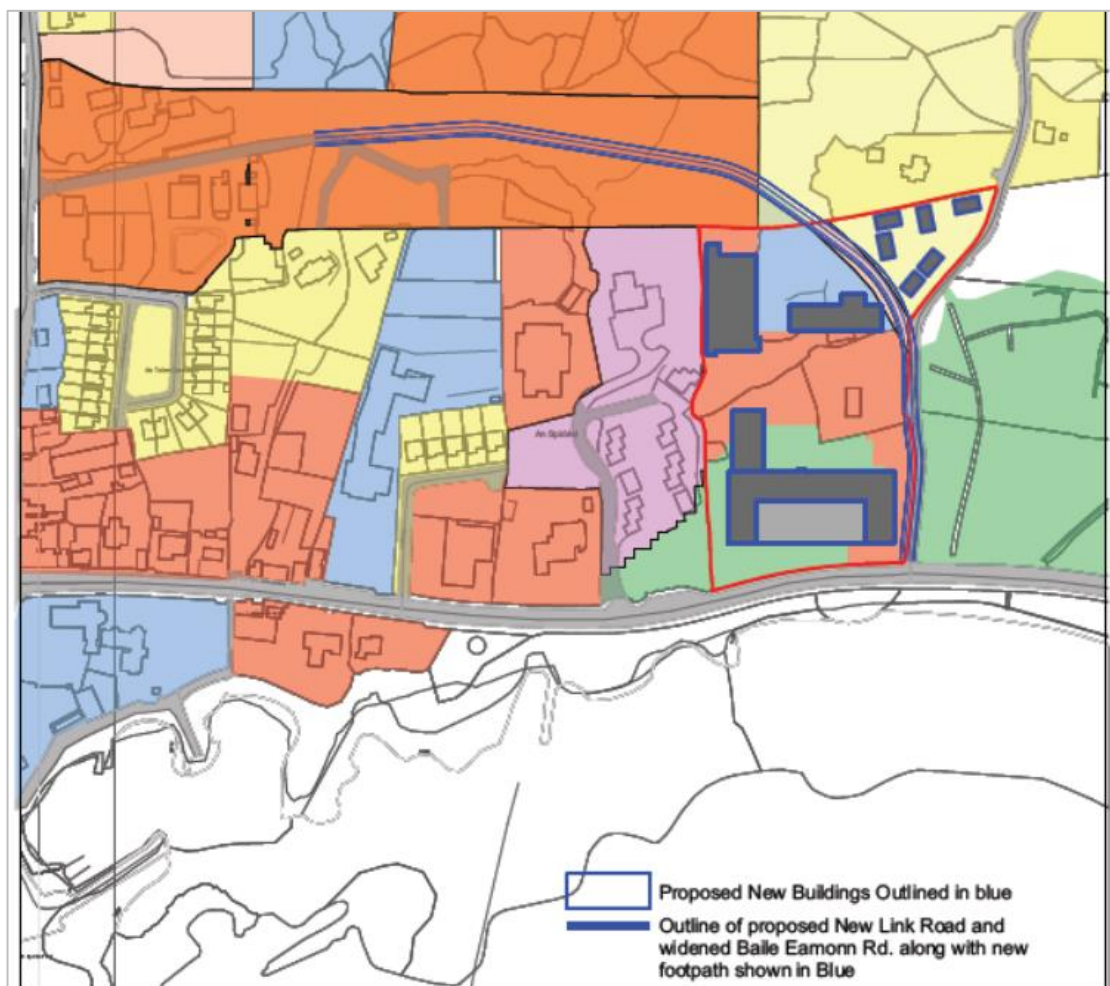 An Spidéal
Proposed New Buildings Outlined in blue
Outline of proposed New Link Road and
widened Baile Eamonn Rd. along with new
footpath shown in Blue